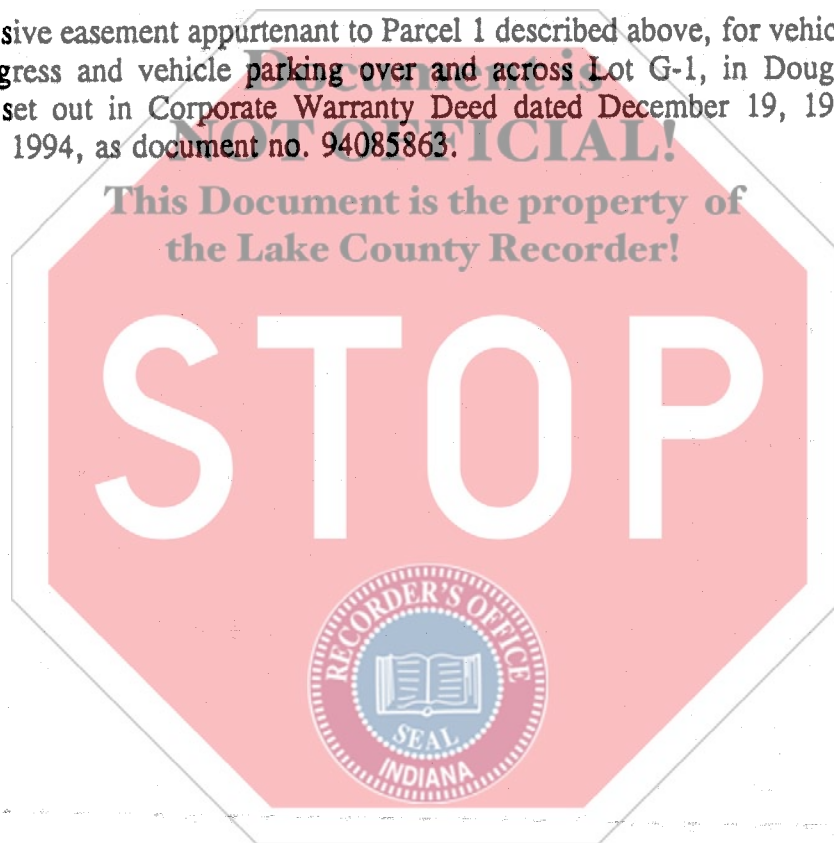 sive easement appurtenant to Parcel 1 described above, for vehic
gress and vehicle parking over and across Lot G-1, in Doug
set out in Corporate Warranty Deed dated December 19, 19
1994, as document no. 94085863.
Document is
NOT OFFICIAL!
This Document is the property of
the Lake County Recorder!
STOP
RECORDER'S OFFICE
SEAL
INDIANA